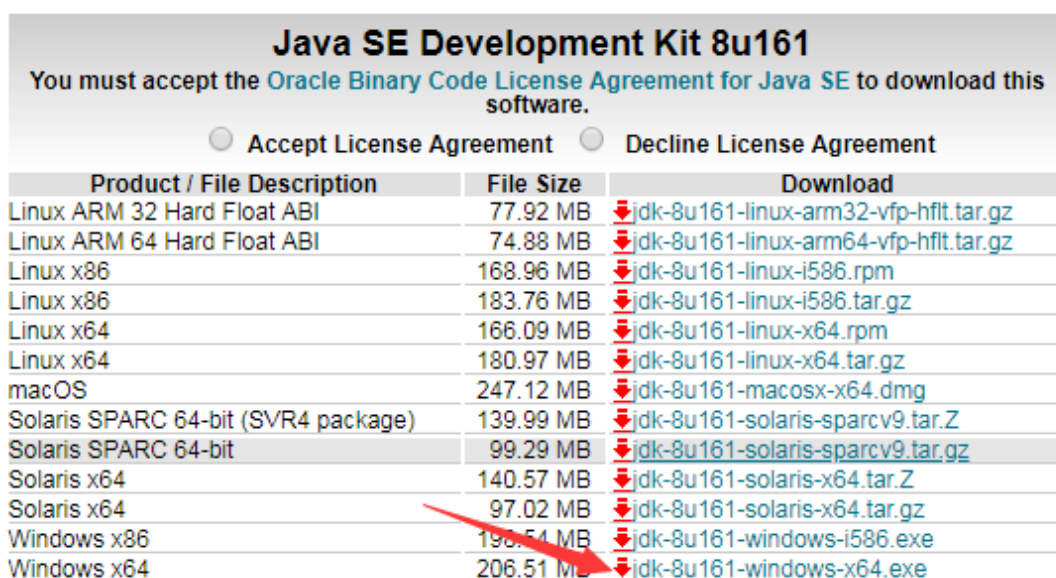 Java SE Development Kit 8u161
You must accept the Oracle Binary Code License Agreement for Java SE to download this
software.
Accept License Agreement Decline License Agreement
Product / File Description File Size Download
Linux ARM 32 Hard Float ABI 77.92 MB jdk-8u161-linux-arm32-vfp-hflt.tar.gz
Linux ARM 64 Hard Float ABI 74.88 MB jdk-8u161-linux-arm64-vfp-hflt.tar.gz
Linux x86 168.96 MB jdk-8u161-linux-i586.rpm
Linux x86 183.76 MB jdk-8u161-linux-i586.tar.gz
Linux x64 166.09 MB jdk-8u161-linux-x64.rpm
Linux x64 180.97 MB jdk-8u161-linux-x64.tar.gz
macOS 247.12 MB jdk-8u161-macosx-x64.dmg
Solaris SPARC 64-bit (SVR4 package) 139.99 MB jdk-8u161-solaris-sparcv9.tar.Z
Solaris SPARC 64-bit 99.29 MB jdk-8u161-solaris-sparcv9.tar.gz
Solaris x64 140.57 MB jdk-8u161-solaris-x64.tar.Z
Solaris x64 97.02 MB jdk-8u161-solaris-x64.tar.gz
Windows x86 198.54 MB jdk-8u161-windows-i586.exe
Windows x64 206.51 MB jdk-8u161-windows-x64.exe